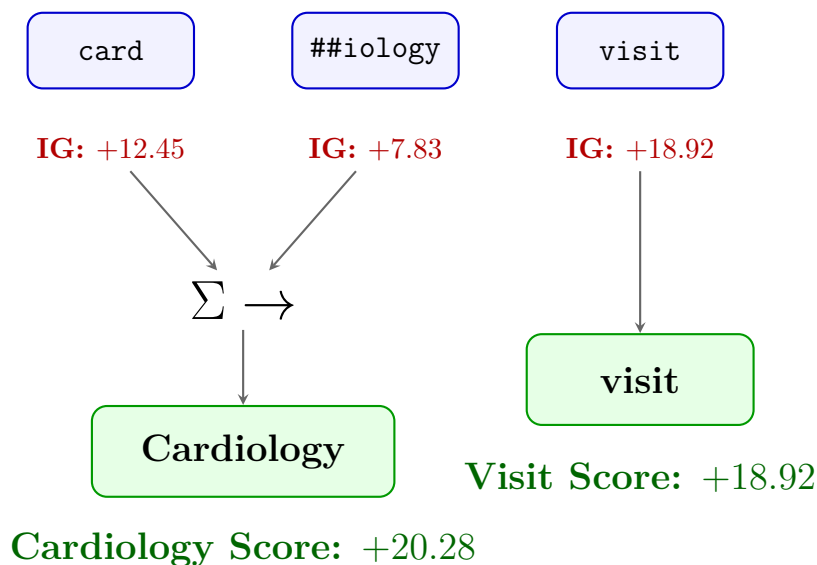 card
##iology
visit
IG: +12.45
IG: +7.83
IG: +18.92
Σ →
visit
Cardiology
Visit Score: +18.92
Cardiology Score: +20.28